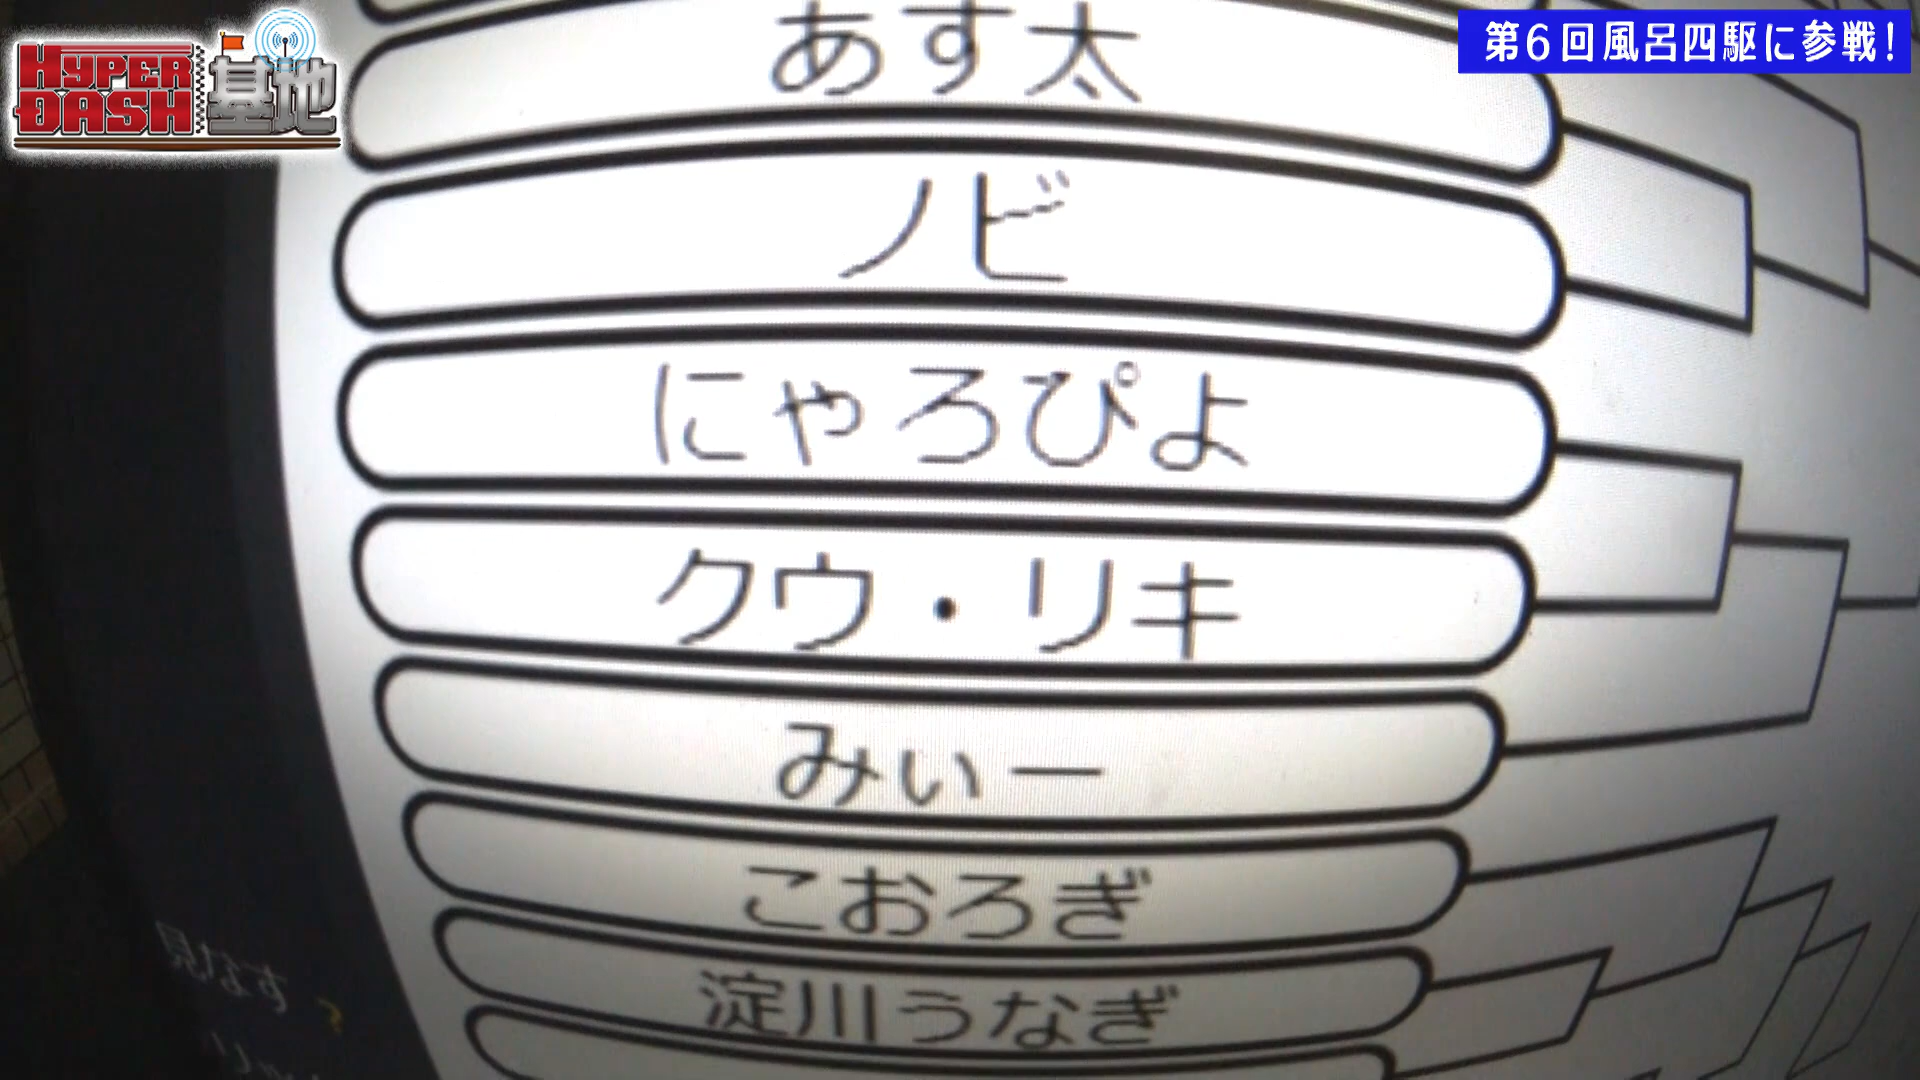 HYPER DASH 基地
第6回風呂四駆に参戦!
あす太
ノビ
にゃろぴよ
クウ・リキ
みぃー
こおろぎ
淀川うなぎ
見なす